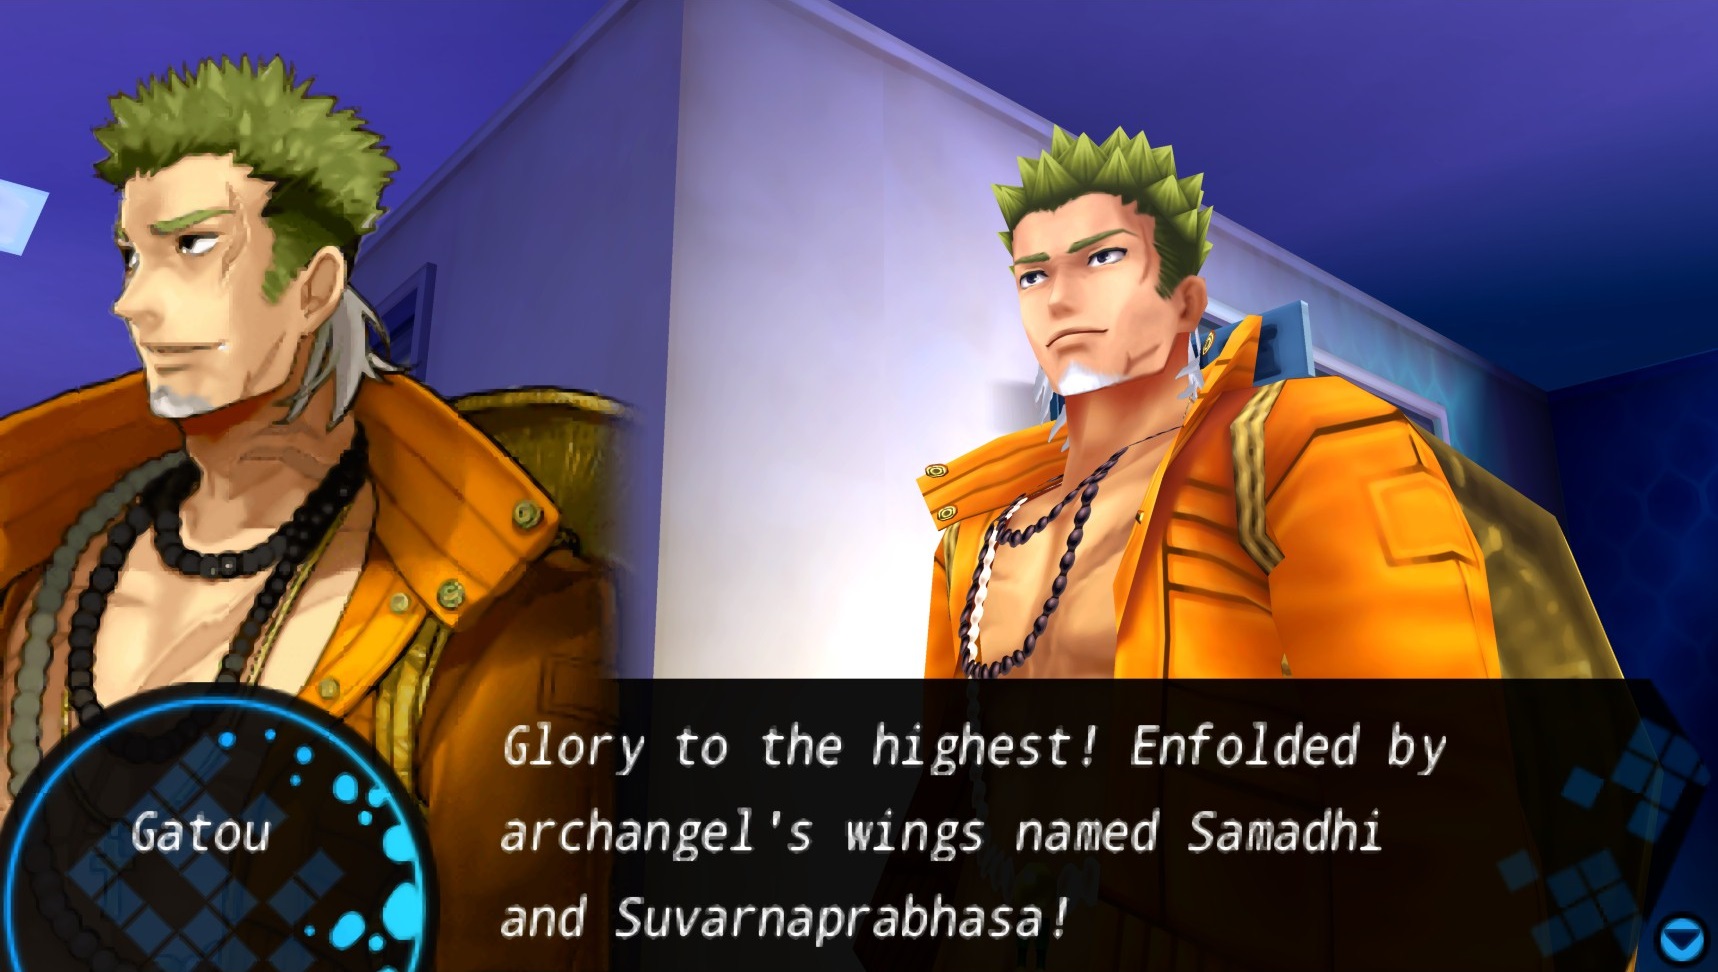 Gatou
Glory to the highest! Enfolded by
archangel's wings named Samadhi
and Suvarnaprabhasa!